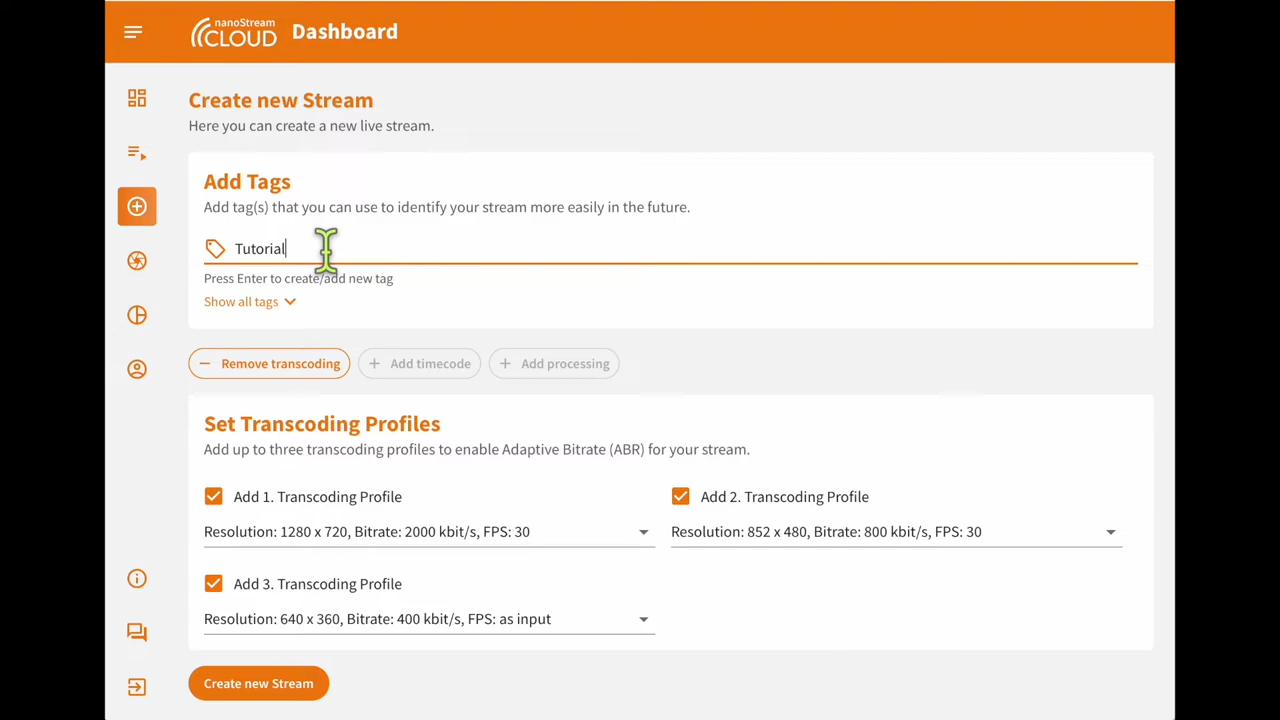 nanoStream
CLOUD
Dashboard
Create new Stream
Here you can create a new live stream.
Add Tags
Add tag(s) that you can use to identify your stream more easily in the future.
Tutorial
Press Enter to create/add new tag
Show all tags
Remove transcoding
Add timecode
Add processing
Set Transcoding Profiles
Add up to three transcoding profiles to enable Adaptive Bitrate (ABR) for your stream.
Add 1. Transcoding Profile
Add 2. Transcoding Profile
Resolution: 1280 x 720, Bitrate: 2000 kbit/s, FPS: 30
Resolution: 852 x 480, Bitrate: 800 kbit/s, FPS: 30
Add 3. Transcoding Profile
Resolution: 640 x 360, Bitrate: 400 kbit/s, FPS: as input
Create new Stream